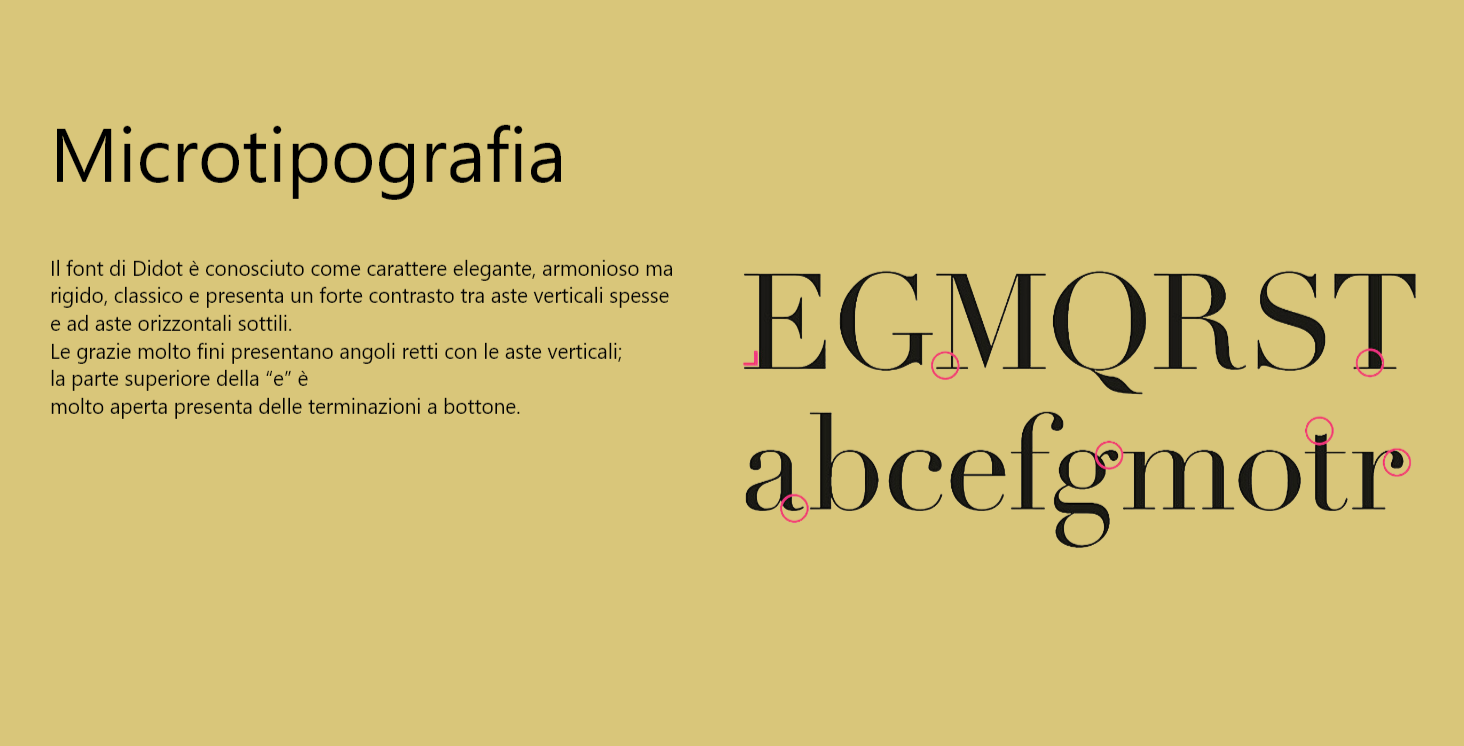 Microtipografia
Il font di Didot è conosciuto come carattere elegante, armonioso ma
rigido, classico e presenta un forte contrasto tra aste verticali spesse
e ad aste orizzontali sottili.
Le grazie molto fini presentano angoli retti con le aste verticali;
la parte superiore della “e” è
molto aperta presenta delle terminazioni a bottone.
EGMQRST
abcefgmotr